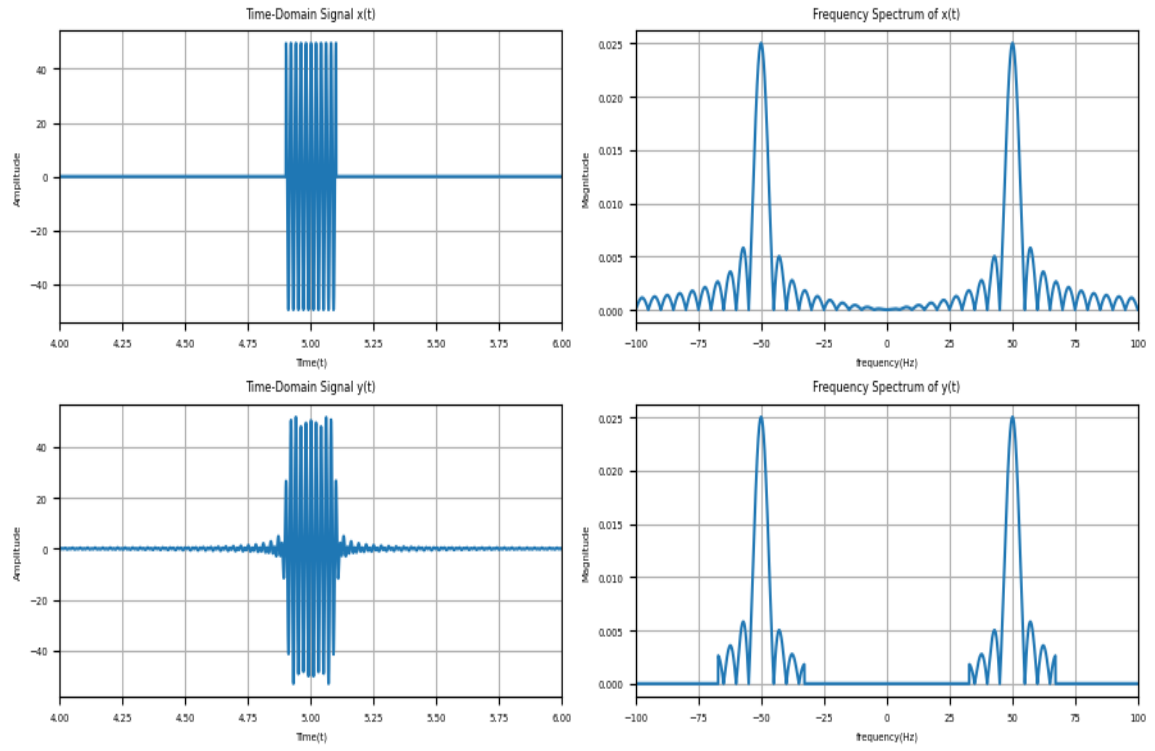 Time-Domain Signal x(t)
Amplitude
40
20
0
−20
−40
4.00 4.25 4.50 4.75 5.00 5.25 5.50 5.75 6.00
Time(t)
Frequency Spectrum of x(t)
Magnitude
0.025
0.020
0.015
0.010
0.005
0.000
−100 −75 −50 −25 0 25 50 75 100
frequency(Hz)
Time-Domain Signal y(t)
Amplitude
40
20
0
−20
−40
4.00 4.25 4.50 4.75 5.00 5.25 5.50 5.75 6.00
Time(t)
Frequency Spectrum of y(t)
Magnitude
0.025
0.020
0.015
0.010
0.005
0.000
−100 −75 −50 −25 0 25 50 75 100
frequency(Hz)